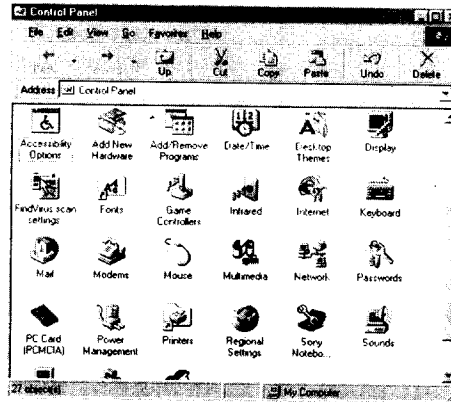 Control Panel
File Edit View Go Favorites Help
Up Cut Copy Paste Undo Delete
Address Control Panel
Accessibility Options
Add New Hardware
Add/Remove Programs
Date/Time
Desktop Themes
Display
FindVirus scan settings
Fonts
Game Controllers
Infrared
Internet
Keyboard
Mail
Modems
Mouse
Multimedia
Network
Passwords
PC Card (PCMCIA)
Power Management
Printers
Regional Settings
Sony Notebo...
Sounds
27 object(s) My Computer